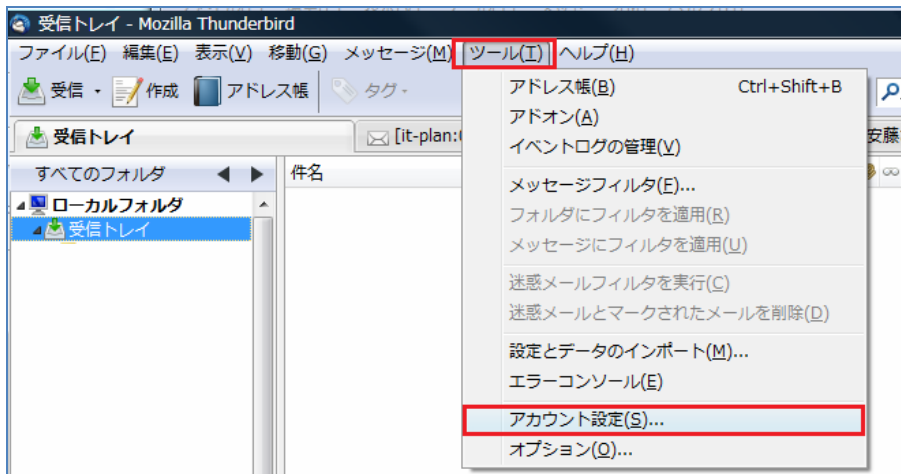 受信トレイ - Mozilla Thunderbird
ファイル(F) 編集(E) 表示(V) 移動(G) メッセージ(M) ツール(T) ヘルプ(H)
受信 作成 アドレス帳 タグ
受信トレイ [it-plan: 安藤
すべてのフォルダ 件名
ローカルフォルダ
受信トレイ
アドレス帳(B) Ctrl+Shift+B
アドオン(A)
イベントログの管理(V)
メッセージフィルタ(F)...
フォルダにフィルタを適用(R)
メッセージにフィルタを適用(U)
迷惑メールフィルタを実行(C)
迷惑メールとマークされたメールを削除(D)
設定とデータのインポート(M)...
エラーコンソール(E)
アカウント設定(S)...
オプション(O)...